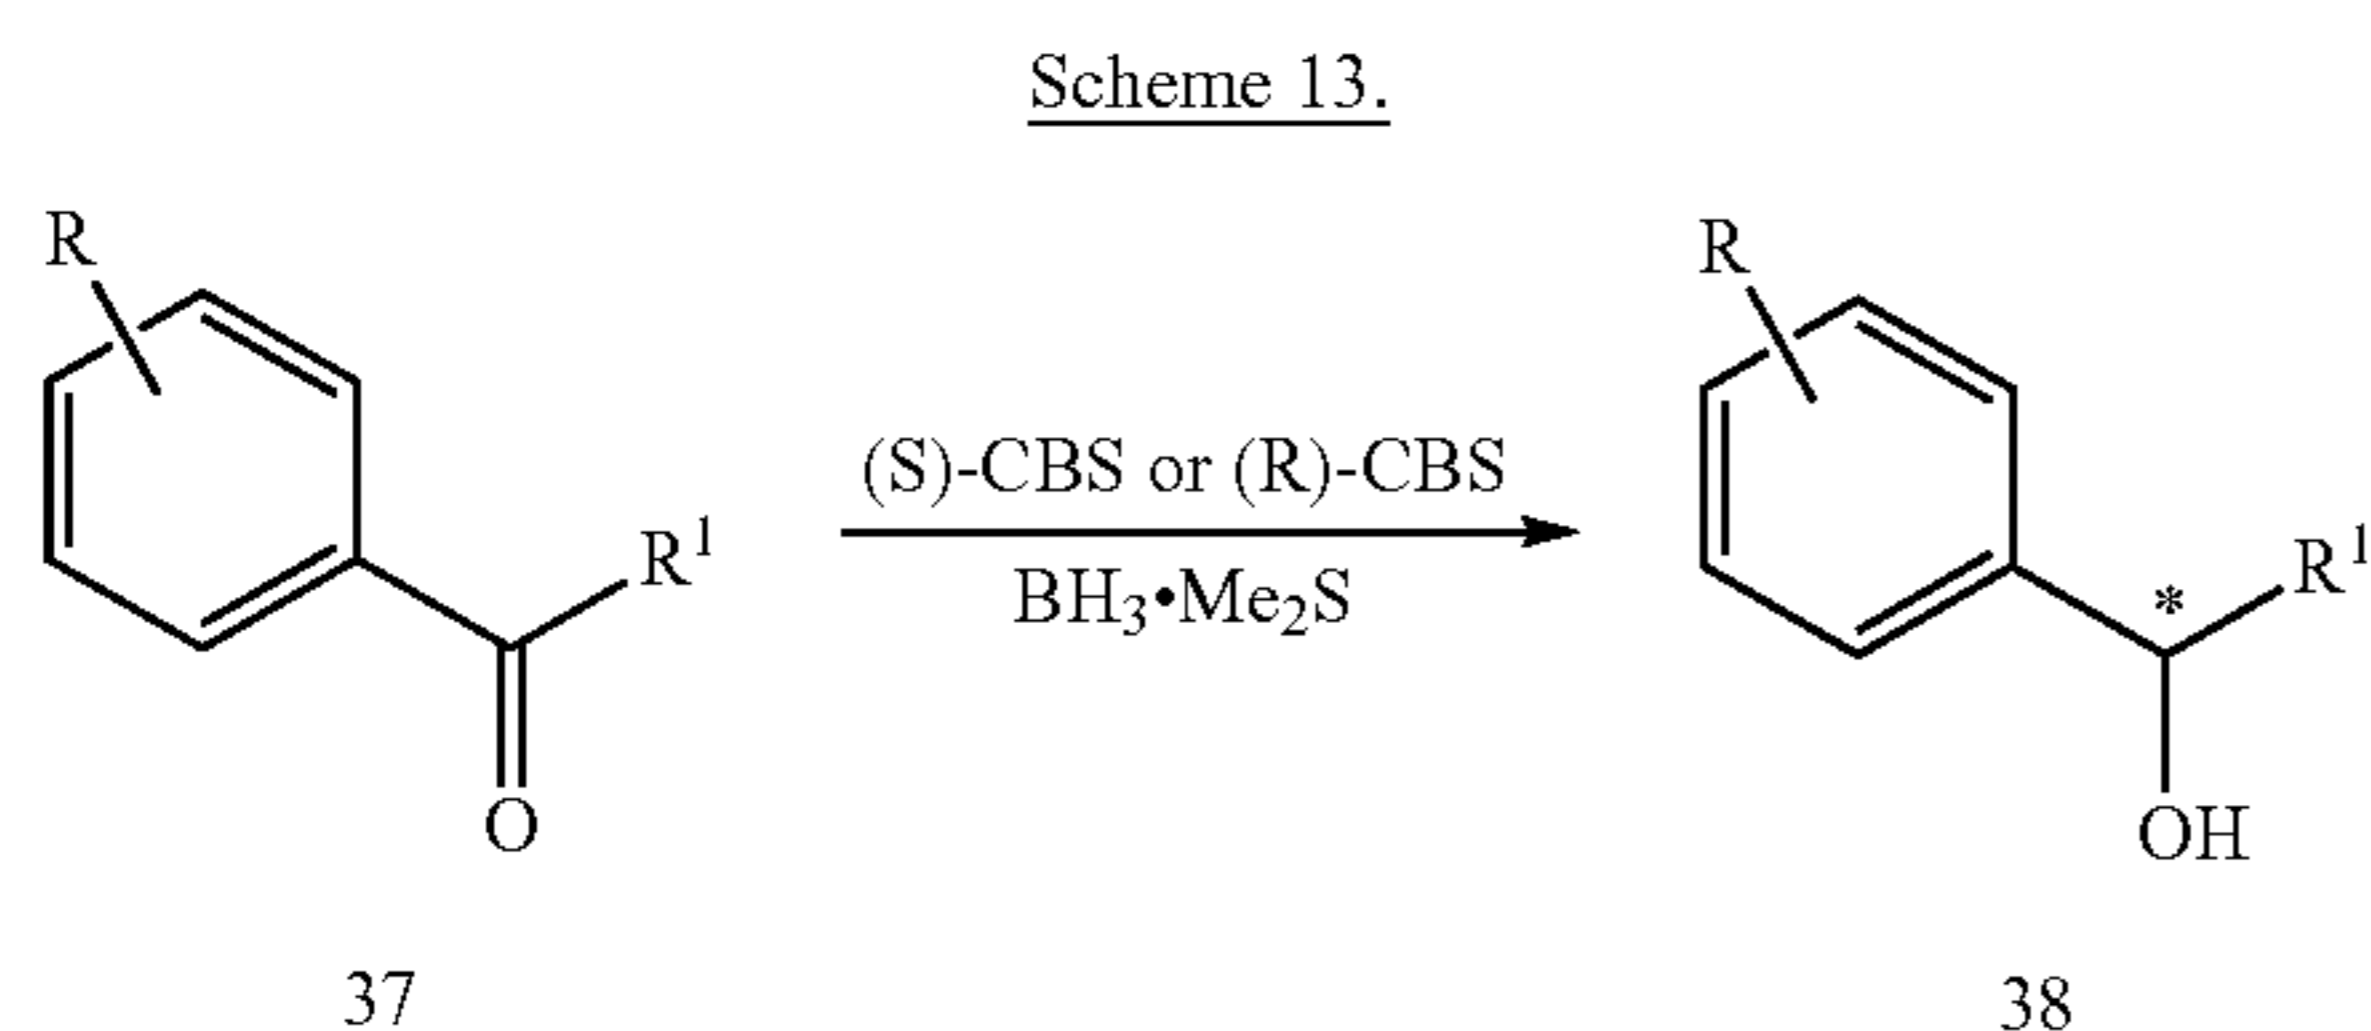 Scheme 13.
R
R
(S)-CBS or (R)-CBS
R¹
R¹
*
BH₃•Me₂S
O
OH
37
38